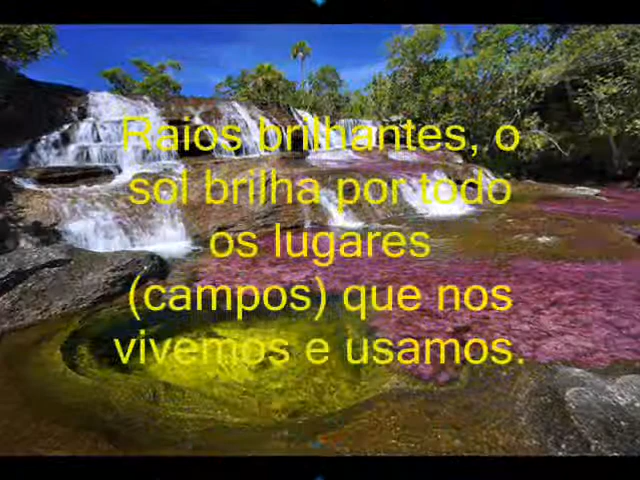 Raios brilhantes, o
sol brilha por todo
os lugares
(campos) que nos
vivemos e usamos.